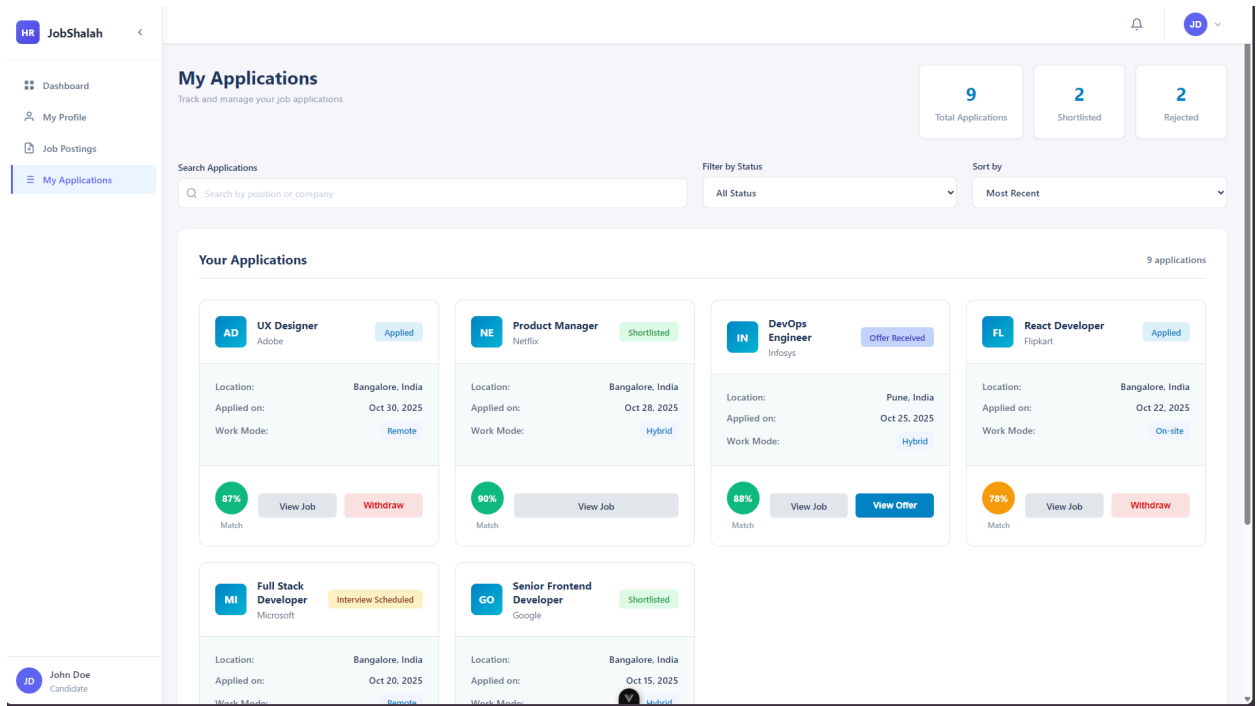 HR JobShalah
JD
Dashboard
My Profile
Job Postings
My Applications
My Applications
Track and manage your job applications
9
Total Applications
2
Shortlisted
2
Rejected
Search Applications
Search by position or company
Filter by Status
All Status
Sort by
Most Recent
Your Applications
9 applications
AD
UX Designer
Adobe
Applied
Location: Bangalore, India
Applied on: Oct 30, 2025
Work Mode: Remote
87%
Match
View Job
Withdraw
NE
Product Manager
Netflix
Shortlisted
Location: Bangalore, India
Applied on: Oct 28, 2025
Work Mode: Hybrid
90%
Match
View Job
IN
DevOps
Engineer
Infosys
Offer Received
Location: Pune, India
Applied on: Oct 25, 2025
Work Mode: Hybrid
88%
Match
View Job
View Offer
FL
React Developer
Flipkart
Applied
Location: Bangalore, India
Applied on: Oct 22, 2025
Work Mode: On-site
78%
Match
View Job
Withdraw
MI
Full Stack
Developer
Microsoft
Interview Scheduled
Location: Bangalore, India
Applied on: Oct 20, 2025
Work Mode: Remote
GO
Senior Frontend
Developer
Google
Shortlisted
Location: Bangalore, India
Applied on: Oct 15, 2025
Work Mode: Hybrid
JD
John Doe
Candidate